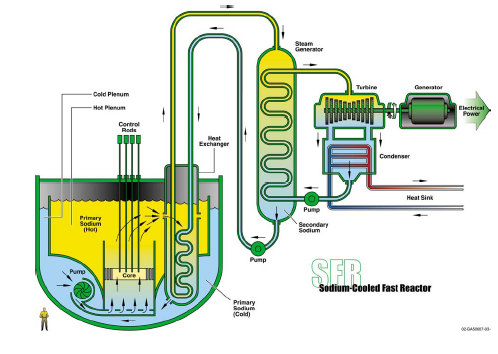 Steam
Generator
Cold Plenum
Hot Plenum
Control
Rods
Heat
Exchanger
Turbine
Generator
Electrical
Power
Condenser
Heat Sink
Pump
Secondary
Sodium
Pump
Primary
Sodium
(Hot)
Pump
Core
Primary
Sodium
(Cold)
SFR
Sodium-Cooled Fast Reactor